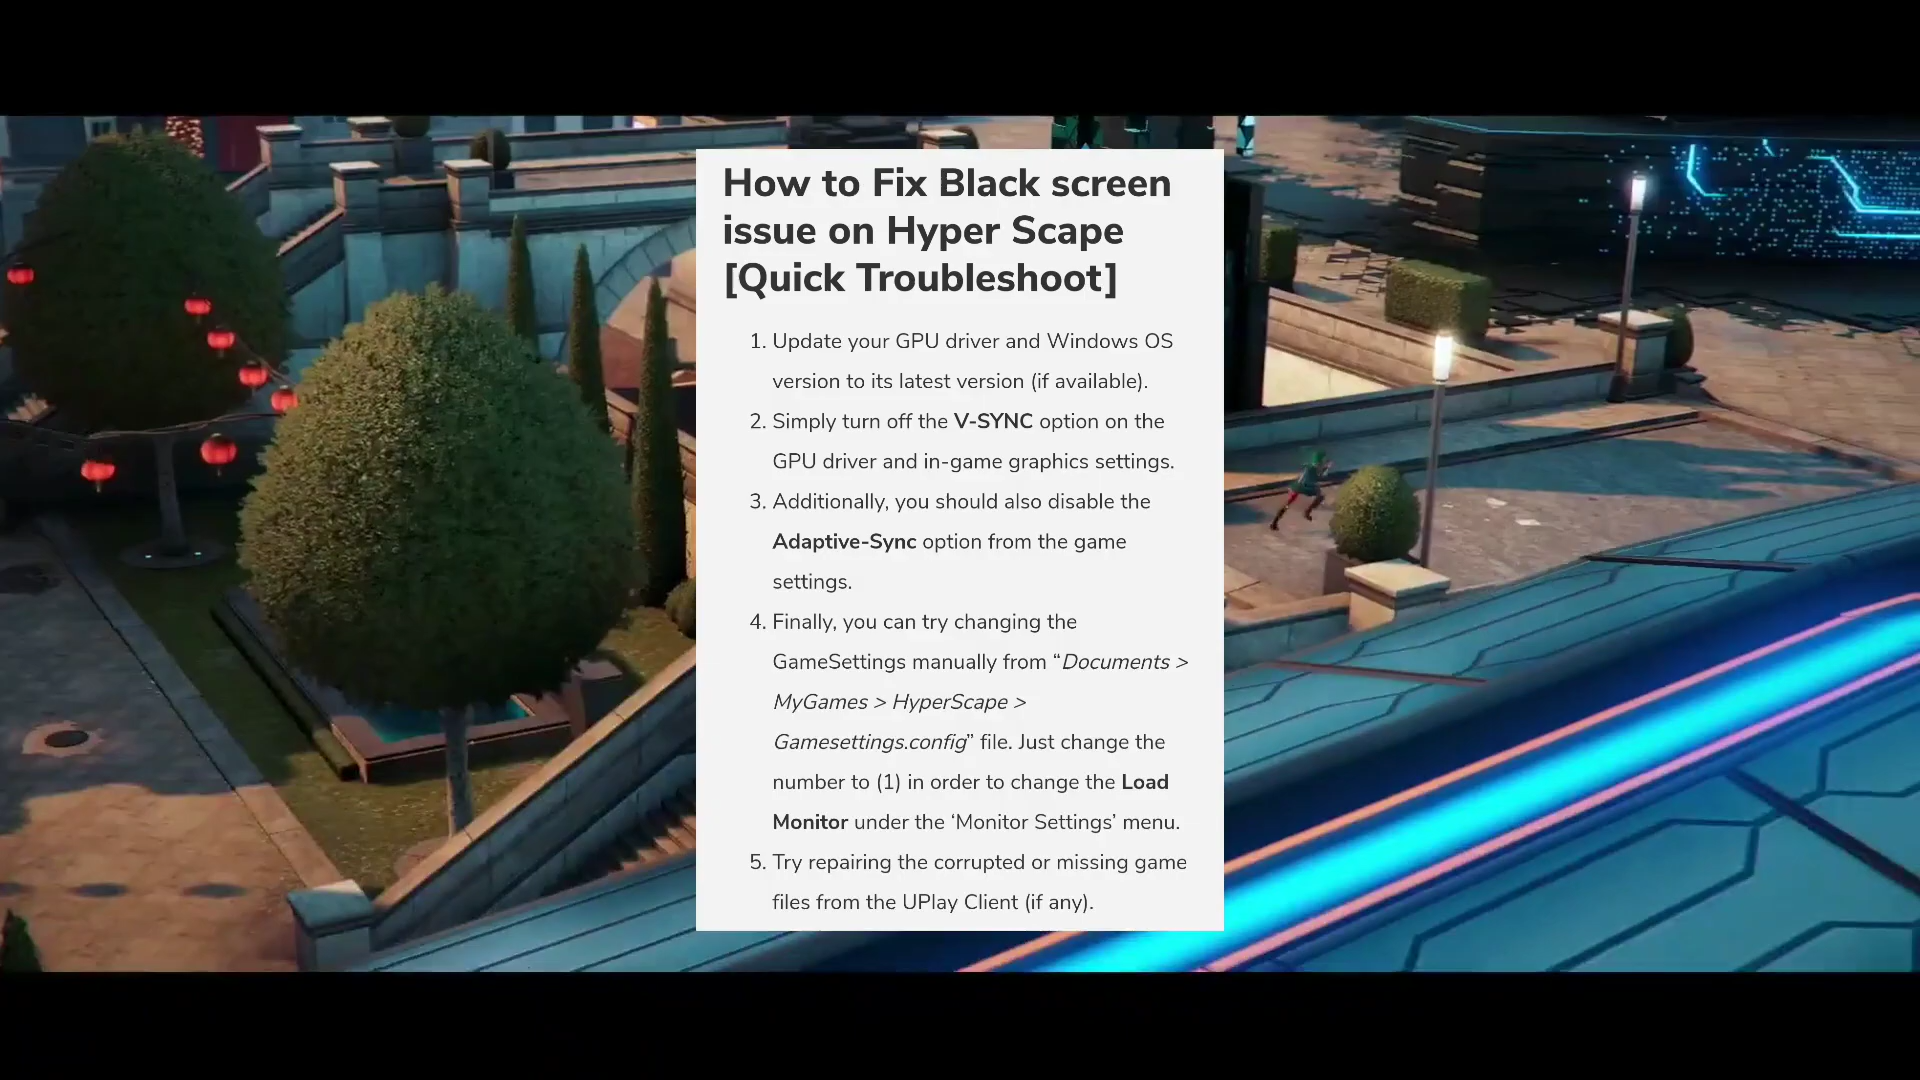 How to Fix Black screen
issue on Hyper Scape
[Quick Troubleshoot]
1. Update your GPU driver and Windows OS
version to its latest version (if available).
2. Simply turn off the V-SYNC option on the
GPU driver and in-game graphics settings.
3. Additionally, you should also disable the
Adaptive-Sync option from the game
settings.
4. Finally, you can try changing the
GameSettings manually from “Documents >
MyGames > HyperScape >
Gamesettings.config” file. Just change the
number to (1) in order to change the Load
Monitor under the ‘Monitor Settings’ menu.
5. Try repairing the corrupted or missing game
files from the UPlay Client (if any).